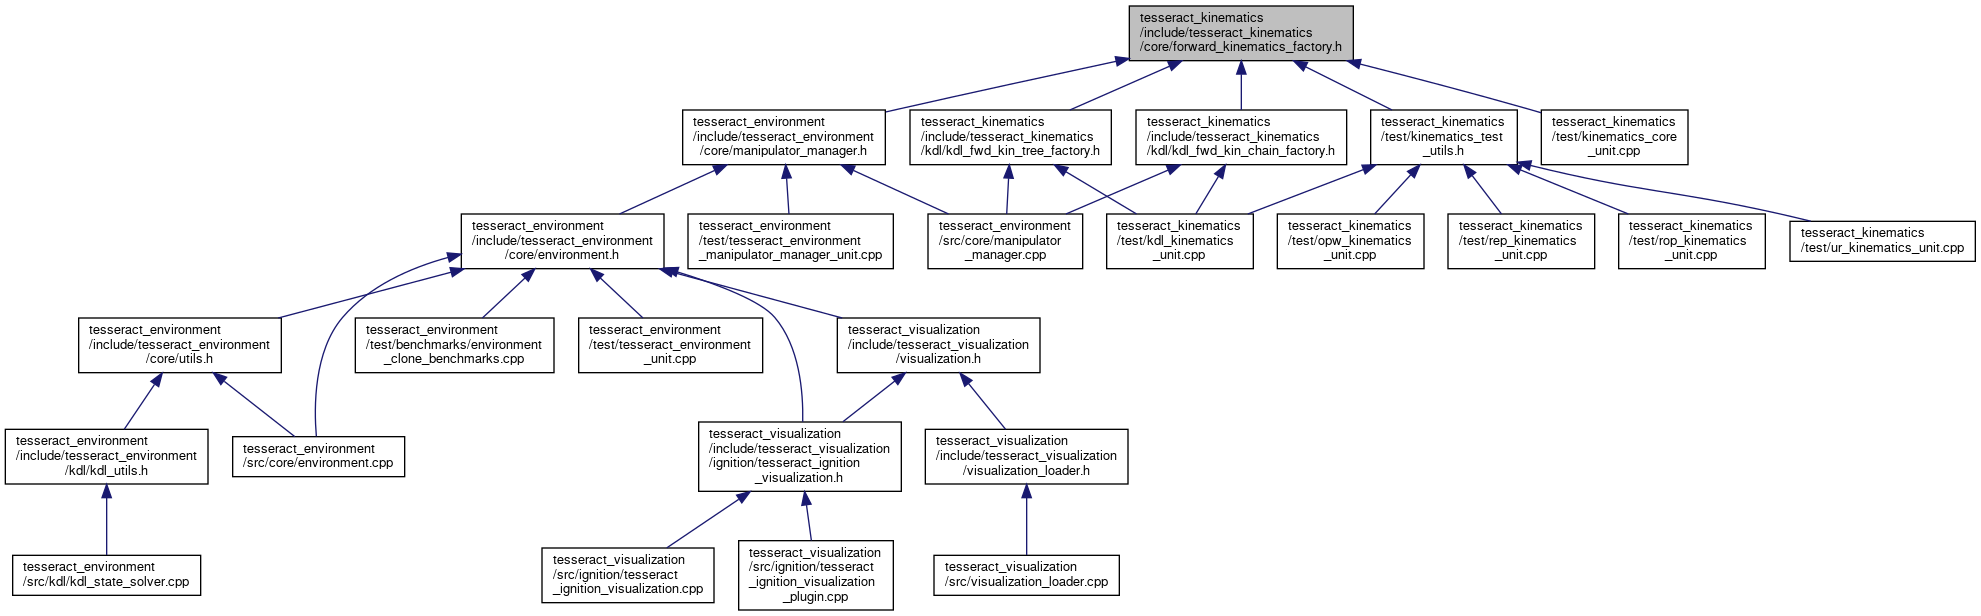 tesseract_kinematics
/include/tesseract_kinematics
/core/forward_kinematics_factory.h
tesseract_environment
/include/tesseract_environment
/core/manipulator_manager.h
tesseract_kinematics
/include/tesseract_kinematics
/kdl/kdl_fwd_kin_tree_factory.h
tesseract_kinematics
/include/tesseract_kinematics
/kdl/kdl_fwd_kin_chain_factory.h
tesseract_kinematics
/test/kinematics_test
_utils.h
tesseract_kinematics
/test/kinematics_core
_unit.cpp
tesseract_environment
/include/tesseract_environment
/core/environment.h
tesseract_environment
/test/tesseract_environment
_manipulator_manager_unit.cpp
tesseract_environment
/src/core/manipulator
_manager.cpp
tesseract_kinematics
/test/kdl_kinematics
_unit.cpp
tesseract_kinematics
/test/opw_kinematics
_unit.cpp
tesseract_kinematics
/test/rep_kinematics
_unit.cpp
tesseract_kinematics
/test/rop_kinematics
_unit.cpp
tesseract_kinematics
/test/ur_kinematics_unit.cpp
tesseract_environment
/include/tesseract_environment
/core/utils.h
tesseract_environment
/test/benchmarks/environment
_clone_benchmarks.cpp
tesseract_environment
/test/tesseract_environment
_unit.cpp
tesseract_visualization
/include/tesseract_visualization
/visualization.h
tesseract_environment
/include/tesseract_environment
/kdl/kdl_utils.h
tesseract_environment
/src/core/environment.cpp
tesseract_visualization
/include/tesseract_visualization
/ignition/tesseract_ignition
_visualization.h
tesseract_visualization
/include/tesseract_visualization
/visualization_loader.h
tesseract_environment
/src/kdl/kdl_state_solver.cpp
tesseract_visualization
/src/ignition/tesseract
_ignition_visualization.cpp
tesseract_visualization
/src/ignition/tesseract
_ignition_visualization
_plugin.cpp
tesseract_visualization
/src/visualization_loader.cpp